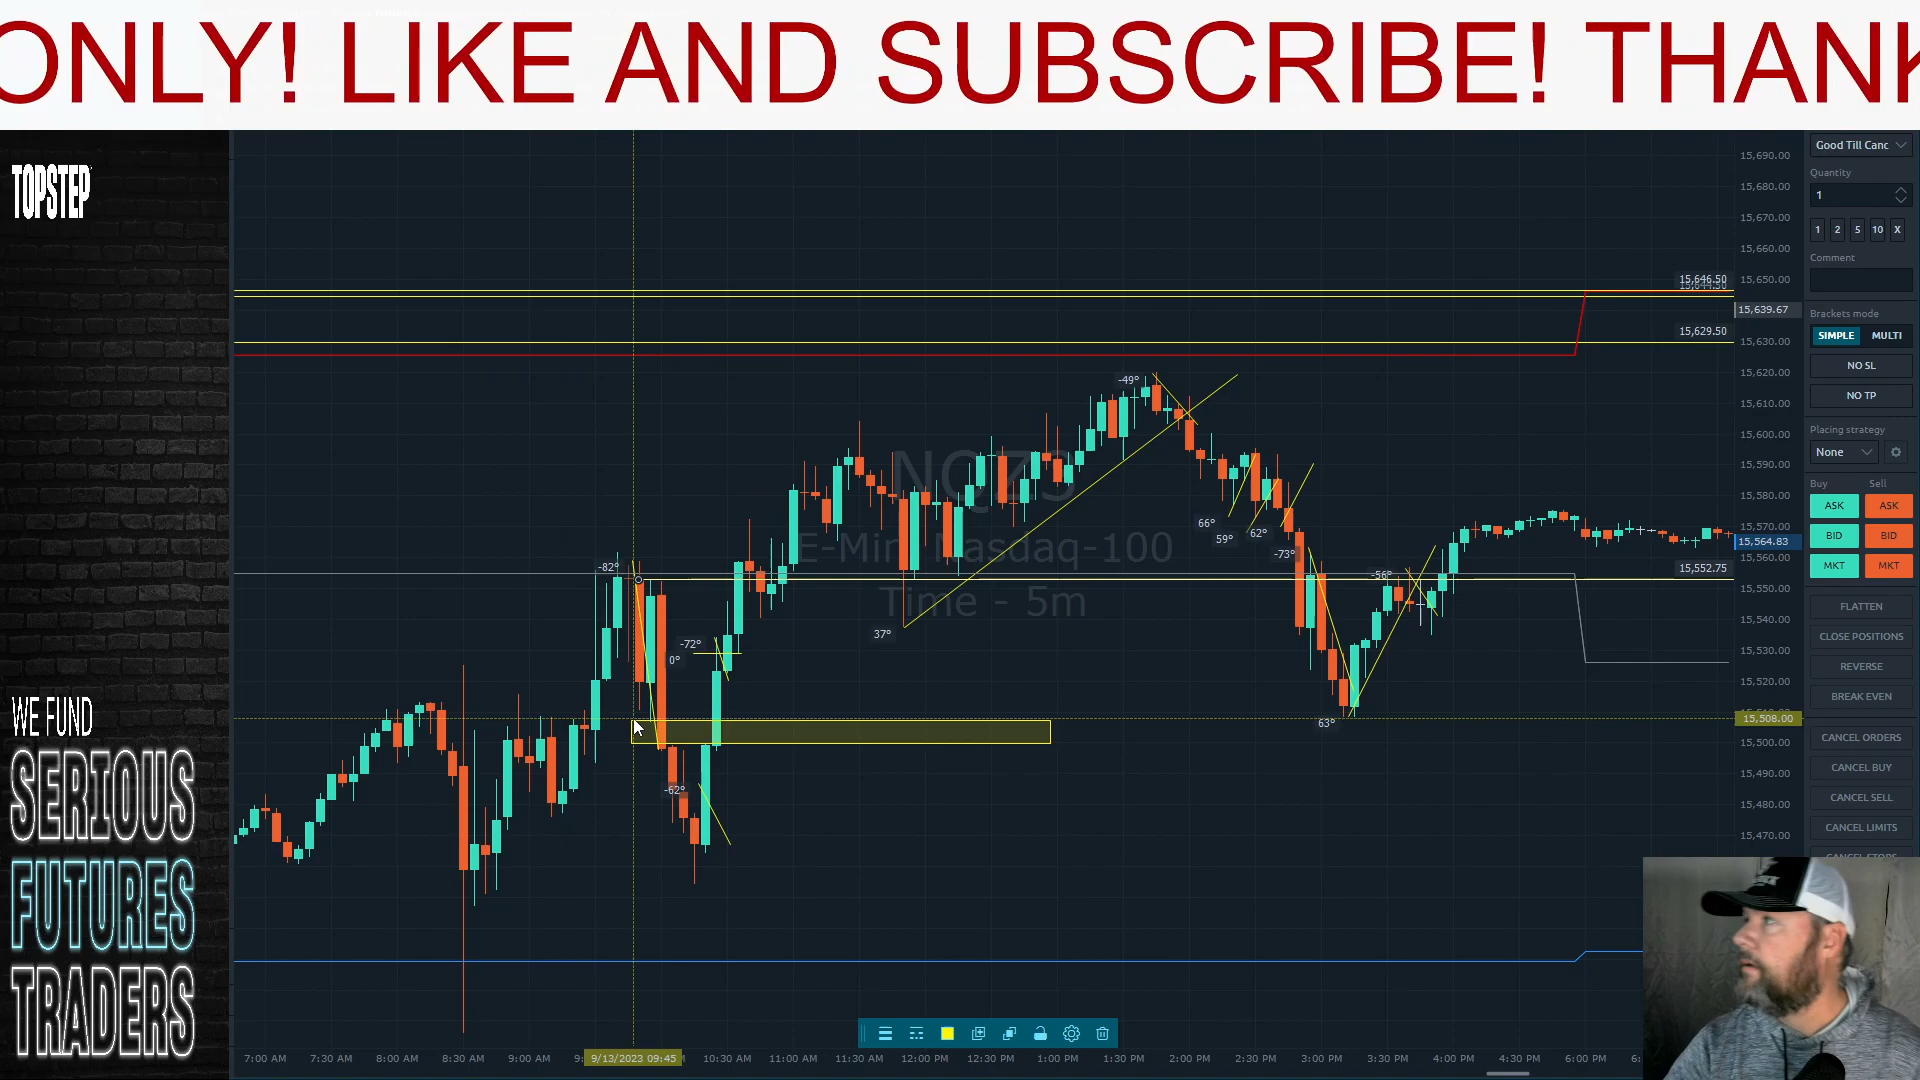 ONLY! LIKE AND SUBSCRIBE! THANK
TOPSTEP
WE FUND
SERIOUS
FUTURES
TRADERS
NQZ3
E-Mini Nasdaq-100
Time - 5m
-82°
-72°
0°
-62°
37°
-49°
66°
59°
62°
-73°
-56°
63°
15,646.50
15,629.50
15,552.75
15,690.00
15,680.00
15,670.00
15,660.00
15,650.00
15,639.67
15,630.00
15,620.00
15,610.00
15,600.00
15,590.00
15,580.00
15,570.00
15,564.83
15,560.00
15,550.00
15,540.00
15,530.00
15,520.00
15,508.00
15,500.00
15,490.00
15,480.00
15,470.00
7:00 AM 7:30 AM 8:00 AM 8:30 AM 9:00 AM 9/13/2023 09:45 10:30 AM 11:00 AM 11:30 AM 12:00 PM 12:30 PM 1:00 PM 1:30 PM 2:00 PM 2:30 PM 3:00 PM 3:30 PM 4:00 PM 4:30 PM 6:00 PM
Good Till Canc
Quantity
1
1 2 5 10 X
Comment
Brackets mode
SIMPLE MULTI
NO SL
NO TP
Placing strategy
None
Buy Sell
ASK ASK
BID BID
MKT MKT
FLATTEN
CLOSE POSITIONS
REVERSE
BREAK EVEN
CANCEL ORDERS
CANCEL BUY
CANCEL SELL
CANCEL LIMITS